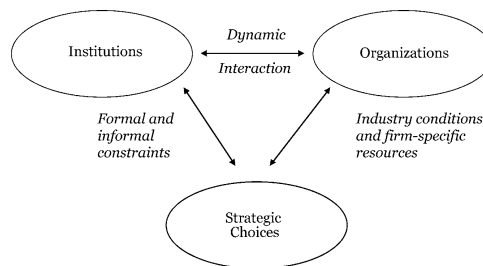 Dynamic
Institutions
Organizations
Interaction
Formal and
informal
constraints
Industry conditions
and firm-specific
resources
Strategic
Choices